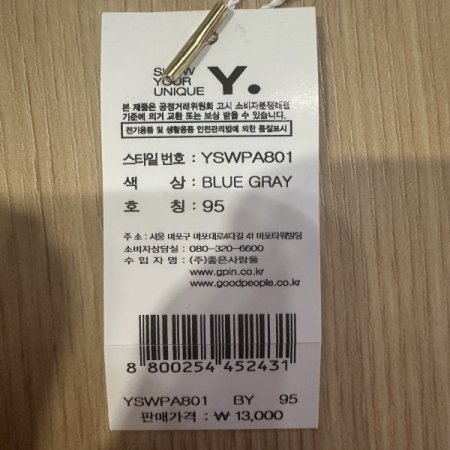 SHOW
YOUR
UNIQUE
Y.
본 제품은 공정거래위원회 고시 소비자분쟁해결
기준에 의거 교환 또는 보상 받을 수 있습니다.
전기용품 및 생활용품 안전관리법에 의한 품질표시
스타일번호 : YSWPA801
색 상 : BLUE GRAY
호 칭 : 95
주 소 : 서울 마포구 마포대로4다길 41 마포타워빌딩
소비자상담실 : 080-320-6600
수 입 자 명 : (주)좋은사람들
www.gpin.co.kr
www.goodpeople.co.kr
8 800254 452431
YSWPA801 BY 95
판매가격 : ₩ 13,000